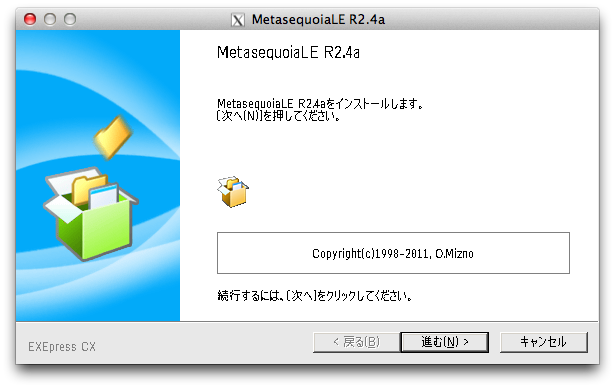 MetasequoiaLE R2.4a
MetasequoiaLE R2.4a
MetasequoiaLE R2.4aをインストールします。
[次へ(N)]を押してください。
Copyright(c)1998-2011, O.Mizno
続行するには、[次へ]をクリックしてください。
EXEpress CX
< 戻る(B)
進む(N) >
キャンセル